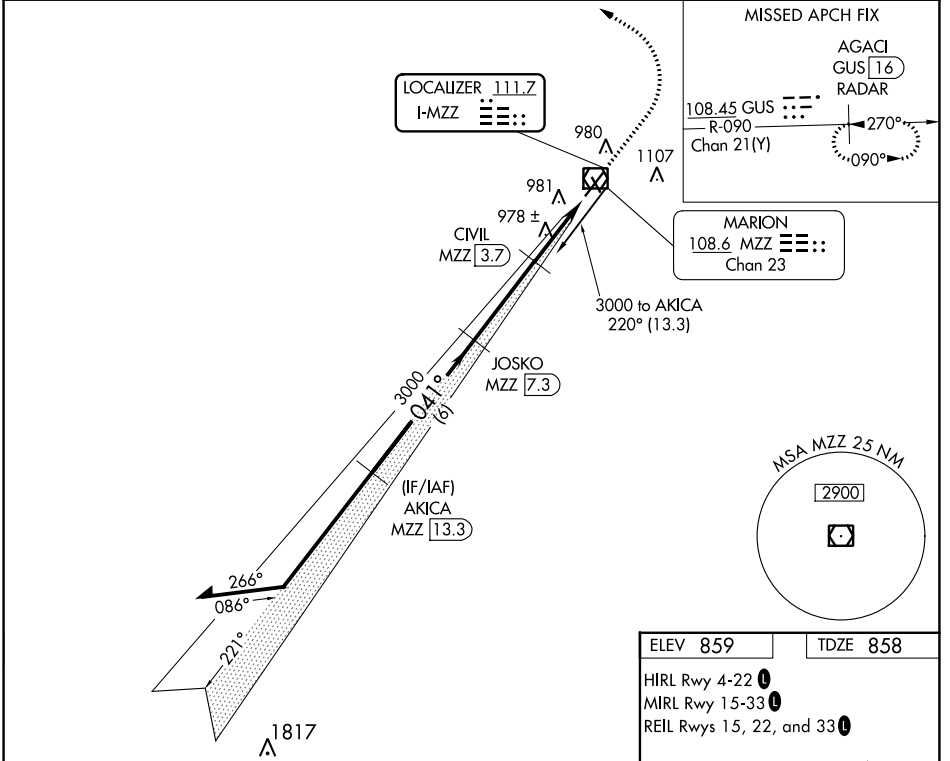 MISSED APCH FIX
AGACI
GUS 16
RADAR
108.45 GUS
R-090
Chan 21(Y)
270°
090°
LOCALIZER 111.7
I-MZZ
980
1107
981
978 ±
MARION
108.6 MZZ
Chan 23
CIVIL
MZZ 3.7
3000 to AKICA
220° (13.3)
JOSKO
MZZ 7.3
3000
041°
(6)
(IF/IAF)
AKICA
MZZ 13.3
MSA MZZ 25 NM
2900
266°
086°
221°
1817
ELEV 859
TDZE 858
HIRL Rwy 4-22 L
MIRL Rwy 15-33 L
REIL Rwys 15, 22, and 33 L